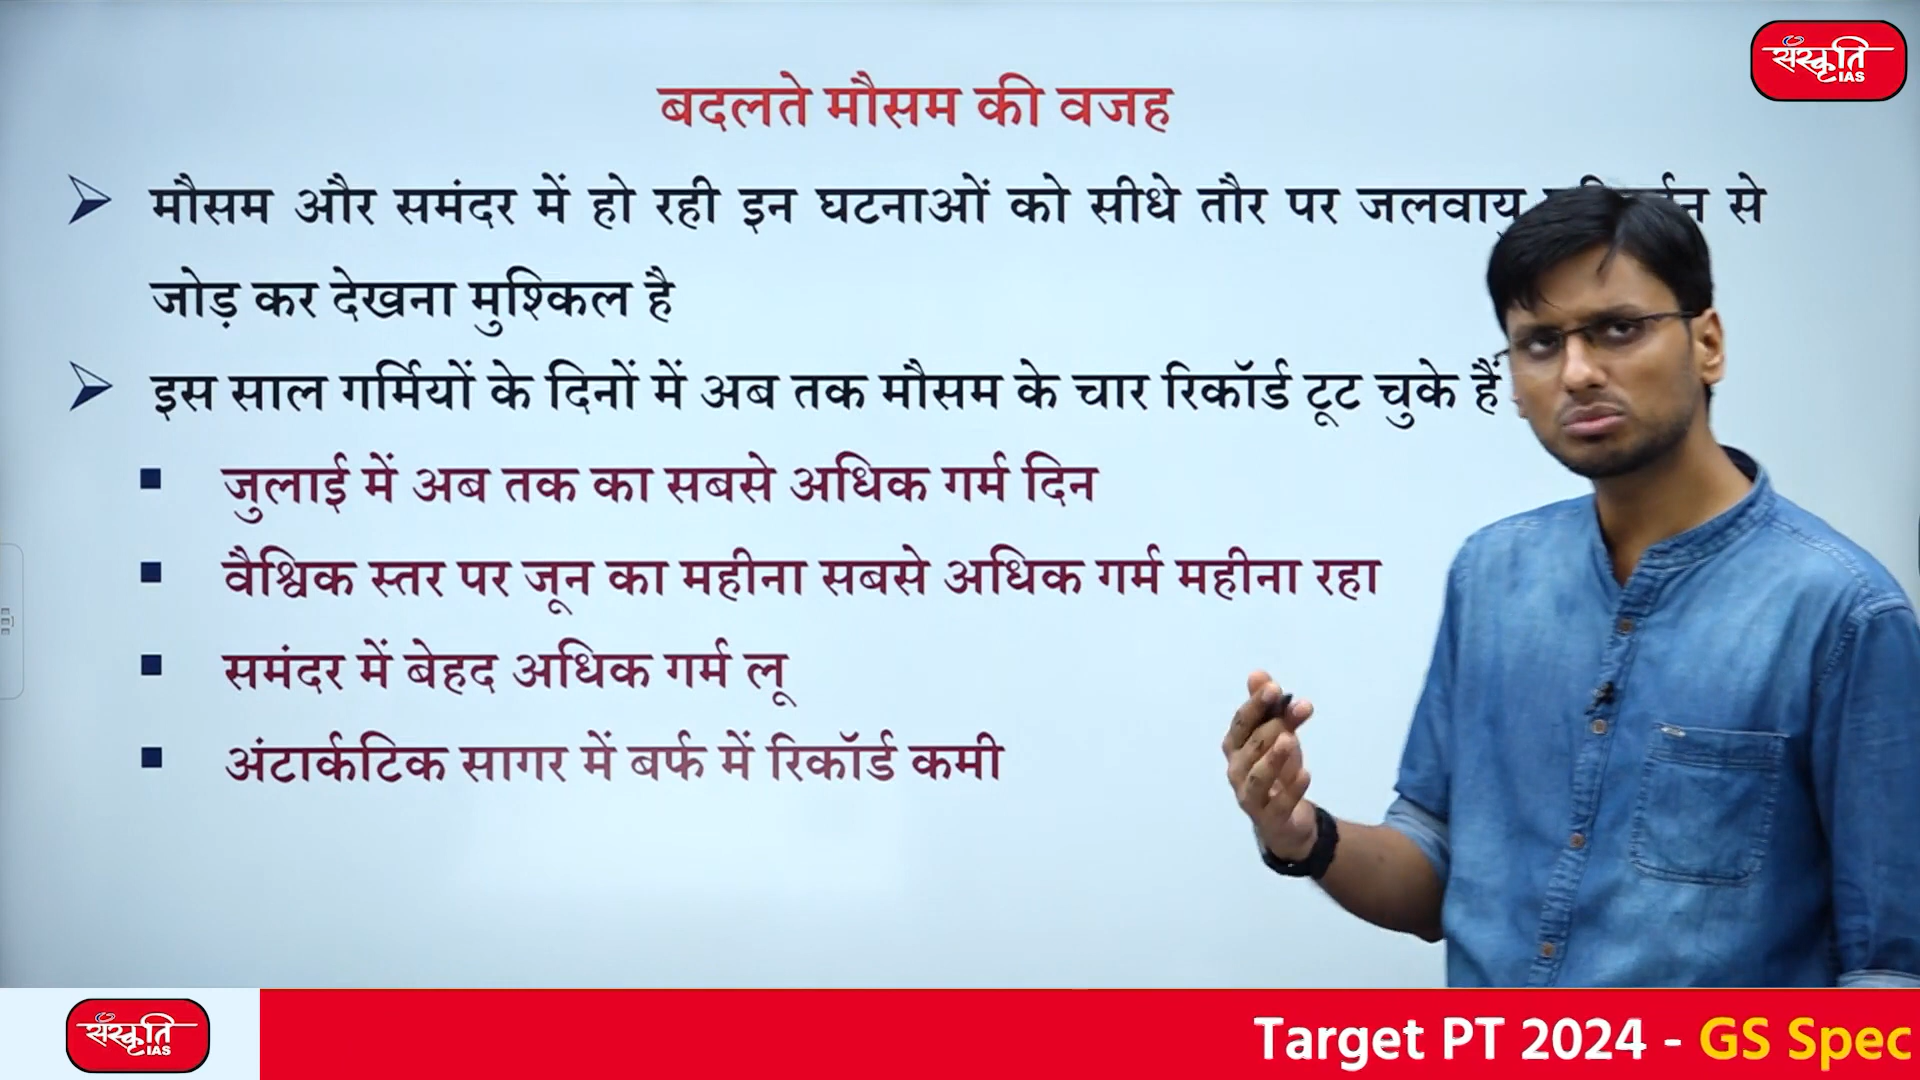 संस्कृति
IAS
बदलते मौसम की वजह
मौसम और समंदर में हो रही इन घटनाओं को सीधे तौर पर जलवायु से
जोड़ कर देखना मुश्किल है
इस साल गर्मियों के दिनों में अब तक मौसम के चार रिकॉर्ड टूट चुके हैं
जुलाई में अब तक का सबसे अधिक गर्म दिन
वैश्विक स्तर पर जून का महीना सबसे अधिक गर्म महीना रहा
समंदर में बेहद अधिक गर्म लू
अंटार्कटिक सागर में बर्फ में रिकॉर्ड कमी
संस्कृति
IAS
Target PT 2024 - GS Spec